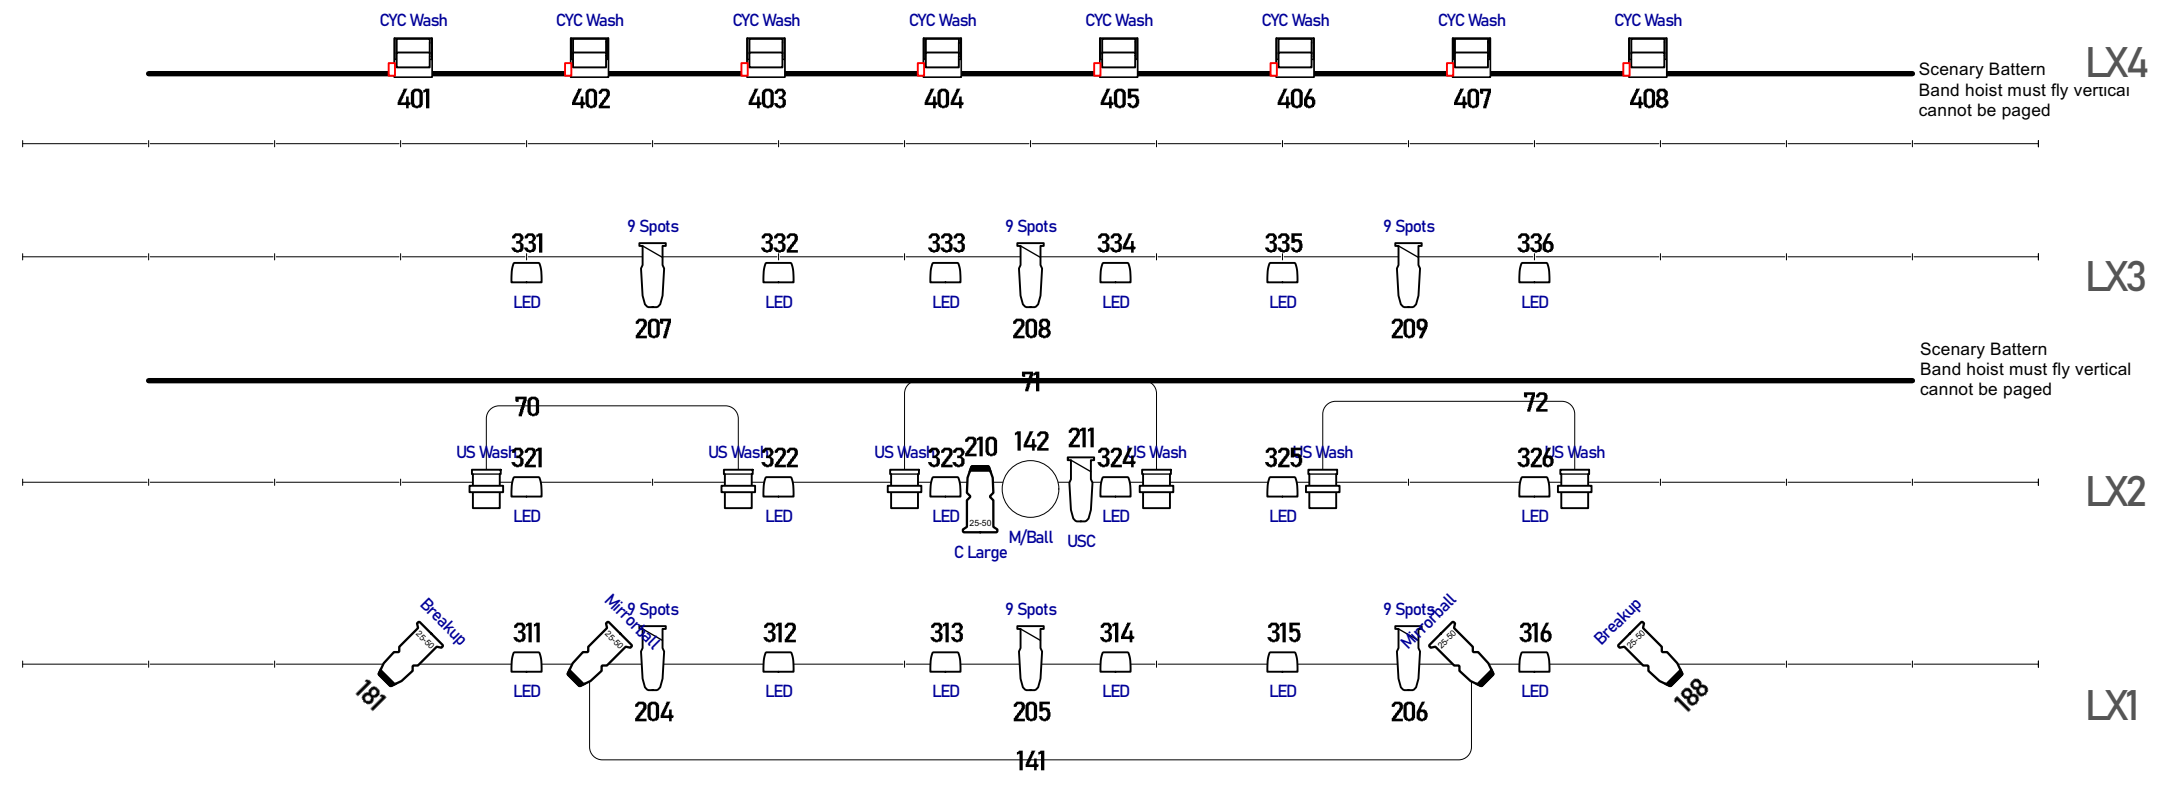 CYC Wash CYC Wash CYC Wash CYC Wash CYC Wash CYC Wash CYC Wash CYC Wash
LX4
401 402 403 404 405 406 407 408
Scenary Battern
Band hoist must fly vertical
cannot be paged
9 Spots 9 Spots 9 Spots
331 332 333 334 335 336
LX3
LED LED LED LED LED LED
207 208 209
Scenary Battern
Band hoist must fly vertical
cannot be paged
70 71 72
210 142 211
US Wash US Wash US Wash US Wash US Wash US Wash
321 322 323 324 325 326
LX2
LED LED LED LED LED LED
25-50
C Large M/Ball USC
Breakup Mirrorball 9 Spots 9 Spots 9 Spots Mirrorball Breakup
25-50 25-50 25-50 25-50
311 312 313 314 315 316
LED LED LED LED LED LED
181 204 205 206 188
LX1
141